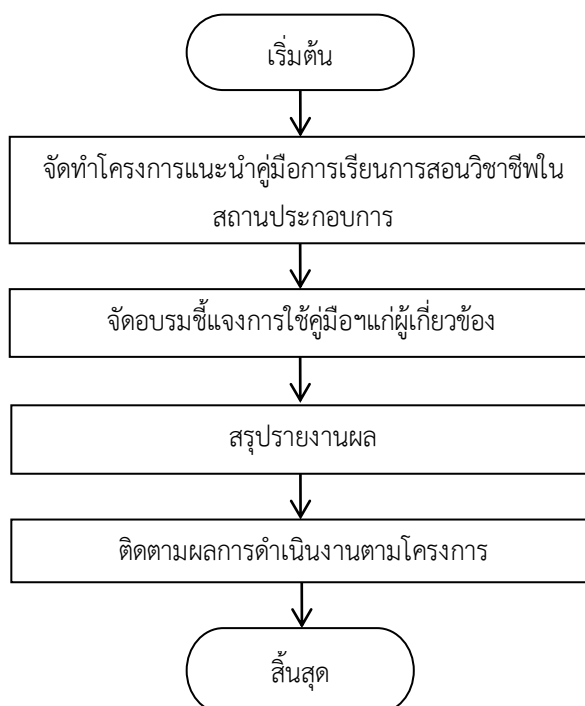 เริ่มต้น
จัดทำโครงการแนะนำคู่มือการเรียนการสอนวิชาชีพใน
สถานประกอบการ
จัดอบรมชี้แจงการใช้คู่มือฯแก่ผู้เกี่ยวข้อง
สรุปรายงานผล
ติดตามผลการดำเนินงานตามโครงการ
สิ้นสุด